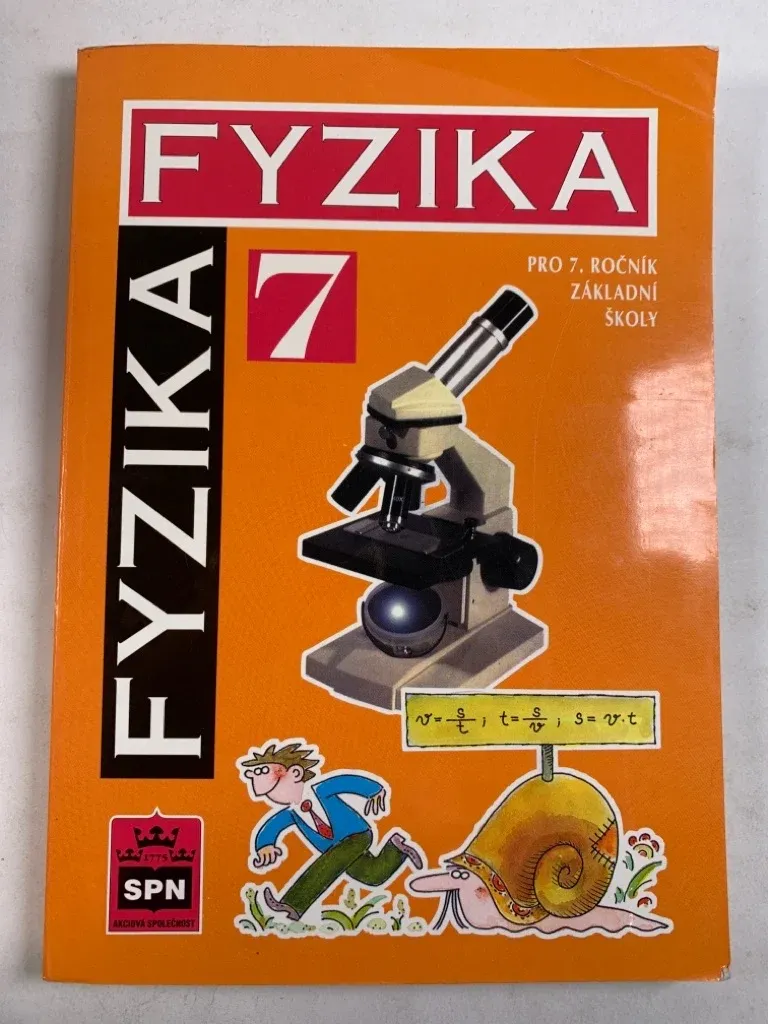 FYZIKA
FYZIKA
7
PRO 7. ROČNÍK
ZÁKLADNÍ
ŠKOLY
v = s/t ; t = s/v ; s = v·t
1775
SPN
AKCIOVÁ SPOLEČNOST